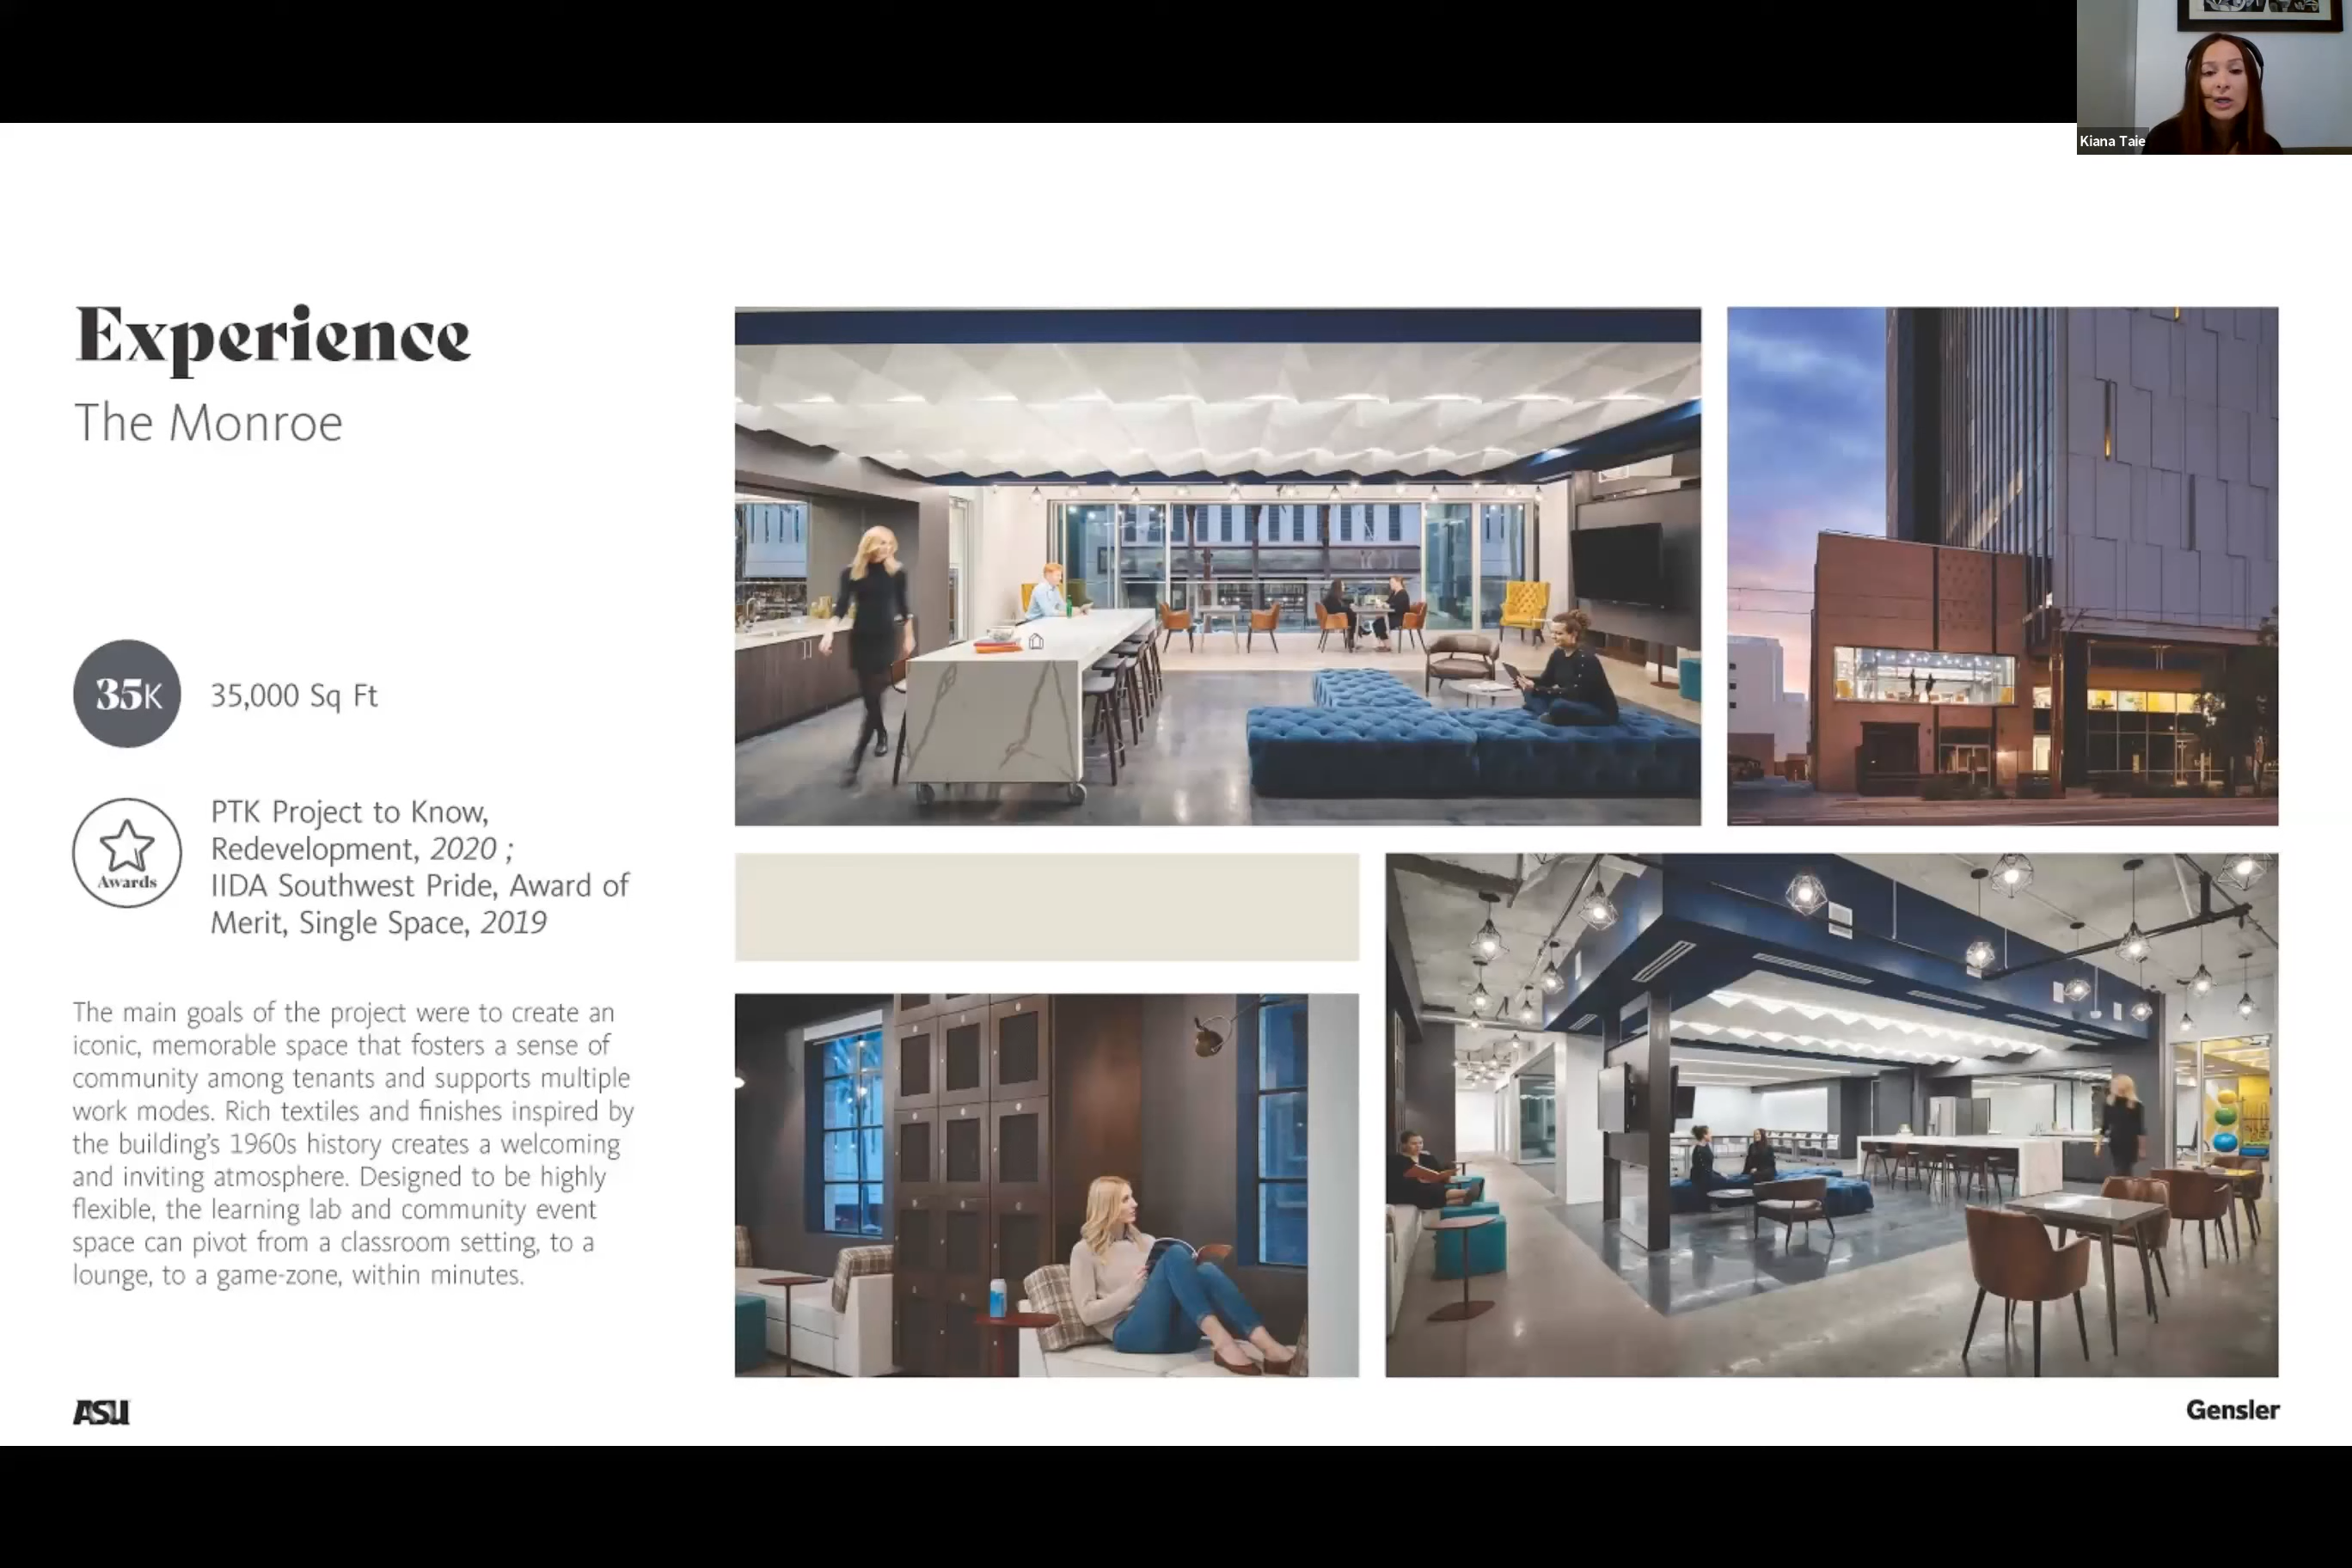 Kiana Taie
Experience
The Monroe
35K
35,000 Sq Ft
Awards
PTK Project to Know,
Redevelopment, 2020 ;
IIDA Southwest Pride, Award of
Merit, Single Space, 2019
The main goals of the project were to create an
iconic, memorable space that fosters a sense of
community among tenants and supports multiple
work modes. Rich textiles and finishes inspired by
the building's 1960s history creates a welcoming
and inviting atmosphere. Designed to be highly
flexible, the learning lab and community event
space can pivot from a classroom setting, to a
lounge, to a game-zone, within minutes.
ASU
Gensler